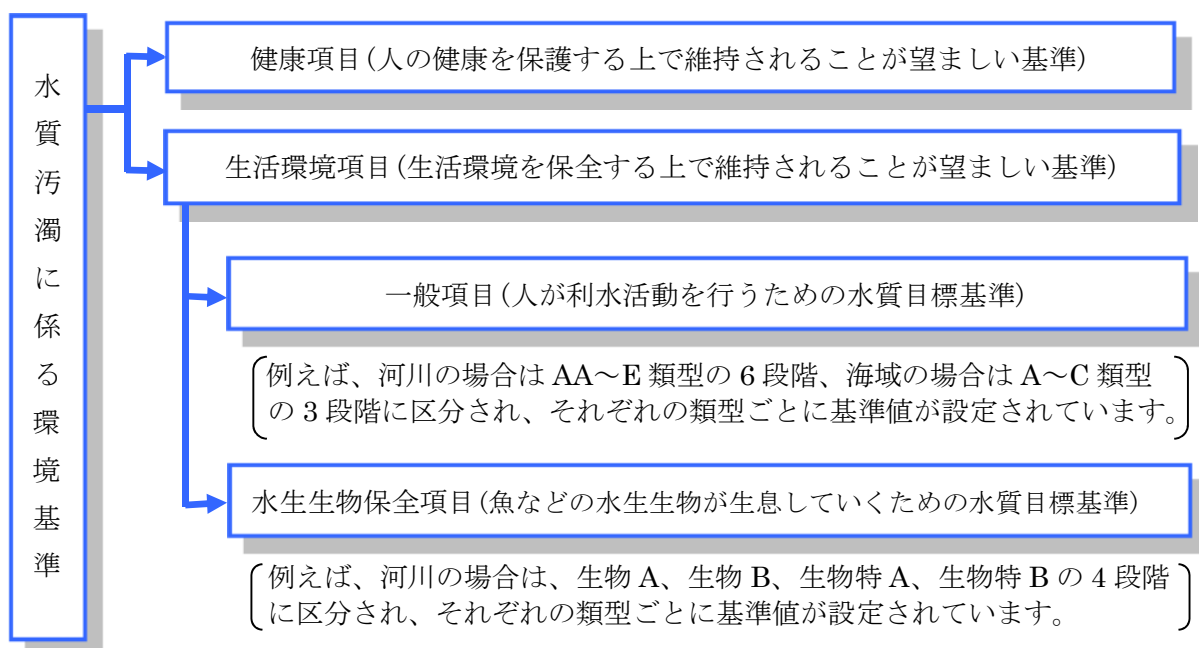 水質汚濁に係る環境基準
健康項目(人の健康を保護する上で維持されることが望ましい基準)
生活環境項目(生活環境を保全する上で維持されることが望ましい基準)
一般項目(人が利水活動を行うための水質目標基準)
例えば、河川の場合は AA～E 類型の 6 段階、海域の場合は A～C 類型
の 3 段階に区分され、それぞれの類型ごとに基準値が設定されています。
水生生物保全項目(魚などの水生生物が生息していくための水質目標基準)
例えば、河川の場合は、生物 A、生物 B、生物特 A、生物特 B の 4 段階
に区分され、それぞれの類型ごとに基準値が設定されています。